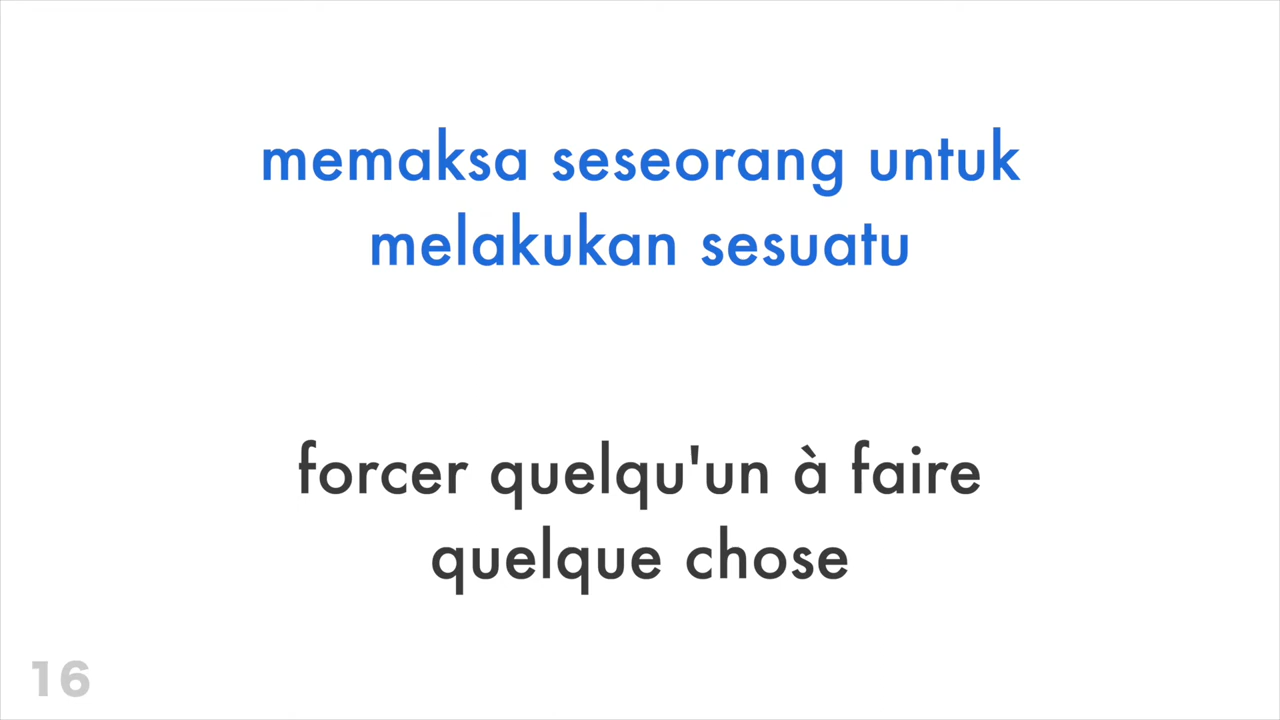 memaksa seseorang untuk
melakukan sesuatu
forcer quelqu'un à faire
quelque chose
16